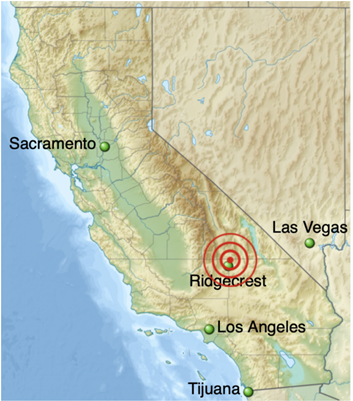 Sacramento
Las Vegas
Ridgecrest
Los Angeles
Tijuana